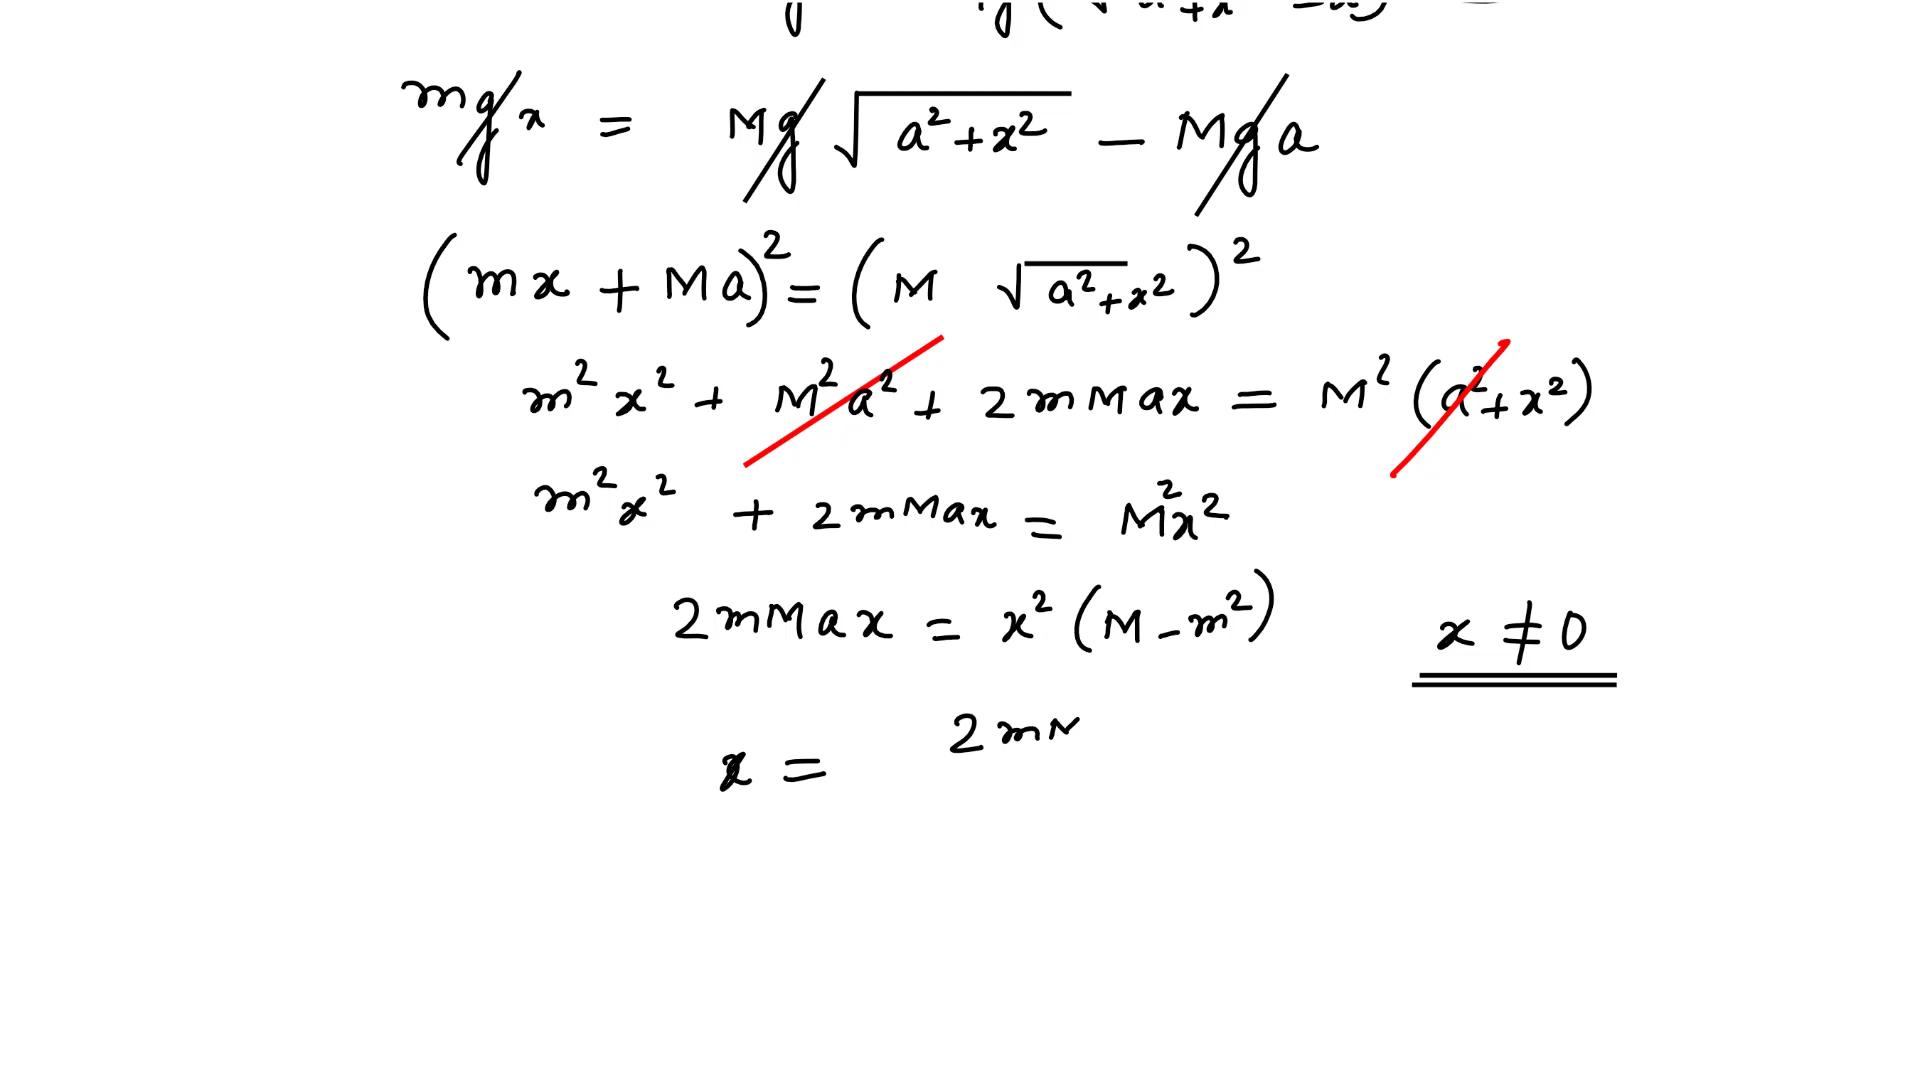 mgx = Mg √(a²+x²) − Mga
(mx + Ma)² = (M √(a²+x²))²
m²x² + M²a² + 2mMax = M²(a²+x²)
m²x² + 2mMax = M²x²
2mMax = x²(M − m²) x ≠ 0
x = 2mM